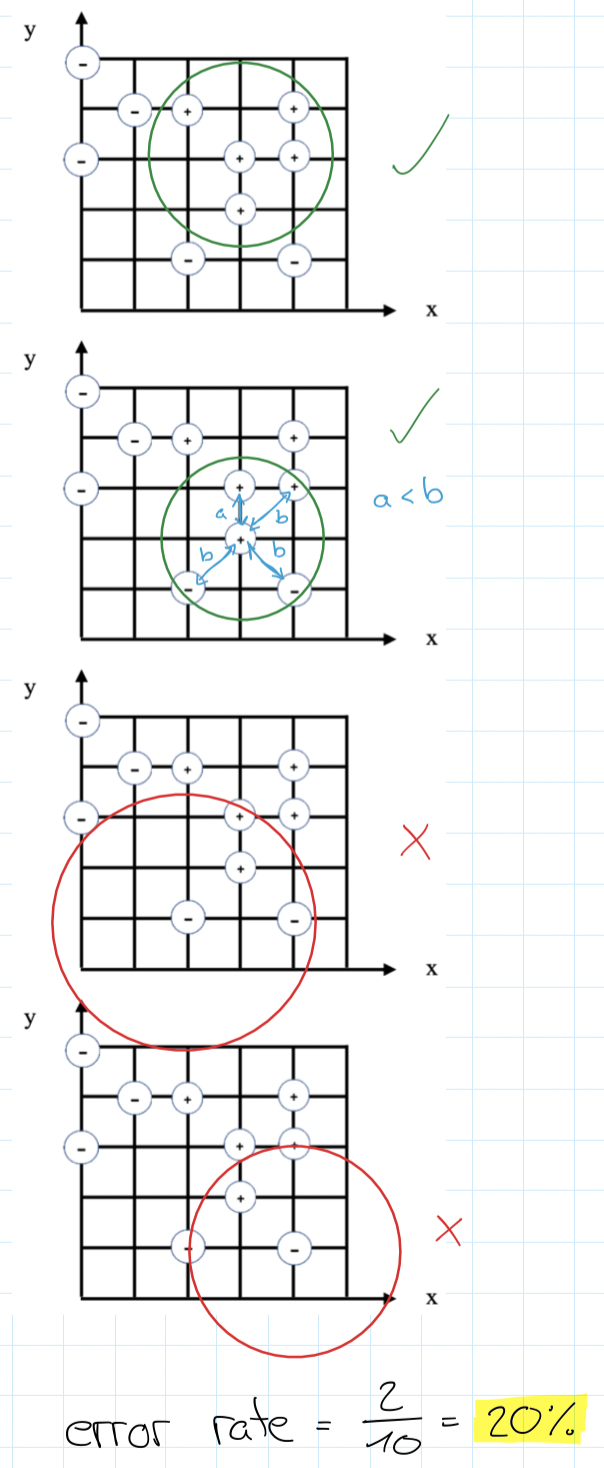 y
-
- + +
- + +
+
- -
x
y
-
- + +
- + +
a b
a < b
+
b b
- -
x
y
-
- + +
- + +
+
- -
x
y
-
- + +
- + +
+
- -
x
error rate = 2/10 = 20%